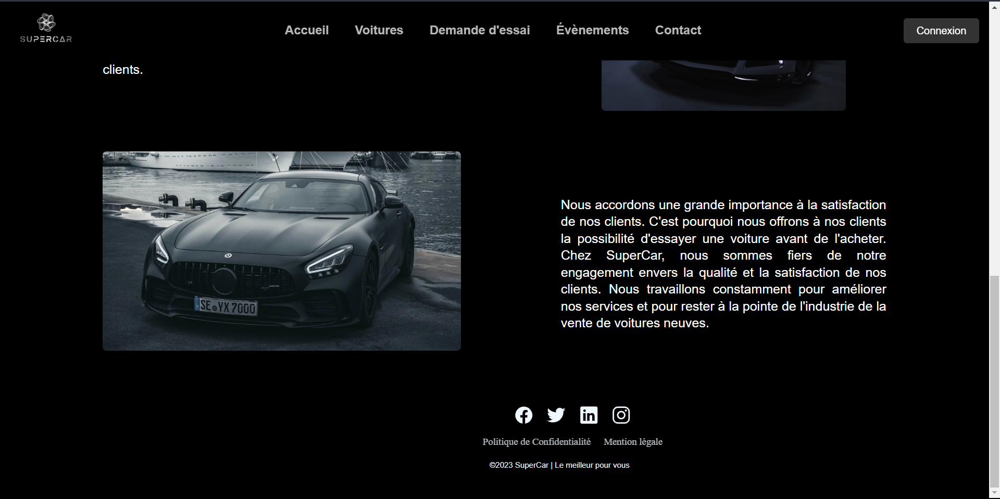 SUPERCAR
Accueil Voitures Demande d'essai Évènements Contact
Connexion
clients.
SE YX 7000
Nous accordons une grande importance à la satisfaction
de nos clients. C'est pourquoi nous offrons à nos clients
la possibilité d'essayer une voiture avant de l'acheter.
Chez SuperCar, nous sommes fiers de notre
engagement envers la qualité et la satisfaction de nos
clients. Nous travaillons constamment pour améliorer
nos services et pour rester à la pointe de l'industrie de la
vente de voitures neuves.
Politique de Confidentialité Mention légale
©2023 SuperCar | Le meilleur pour vous